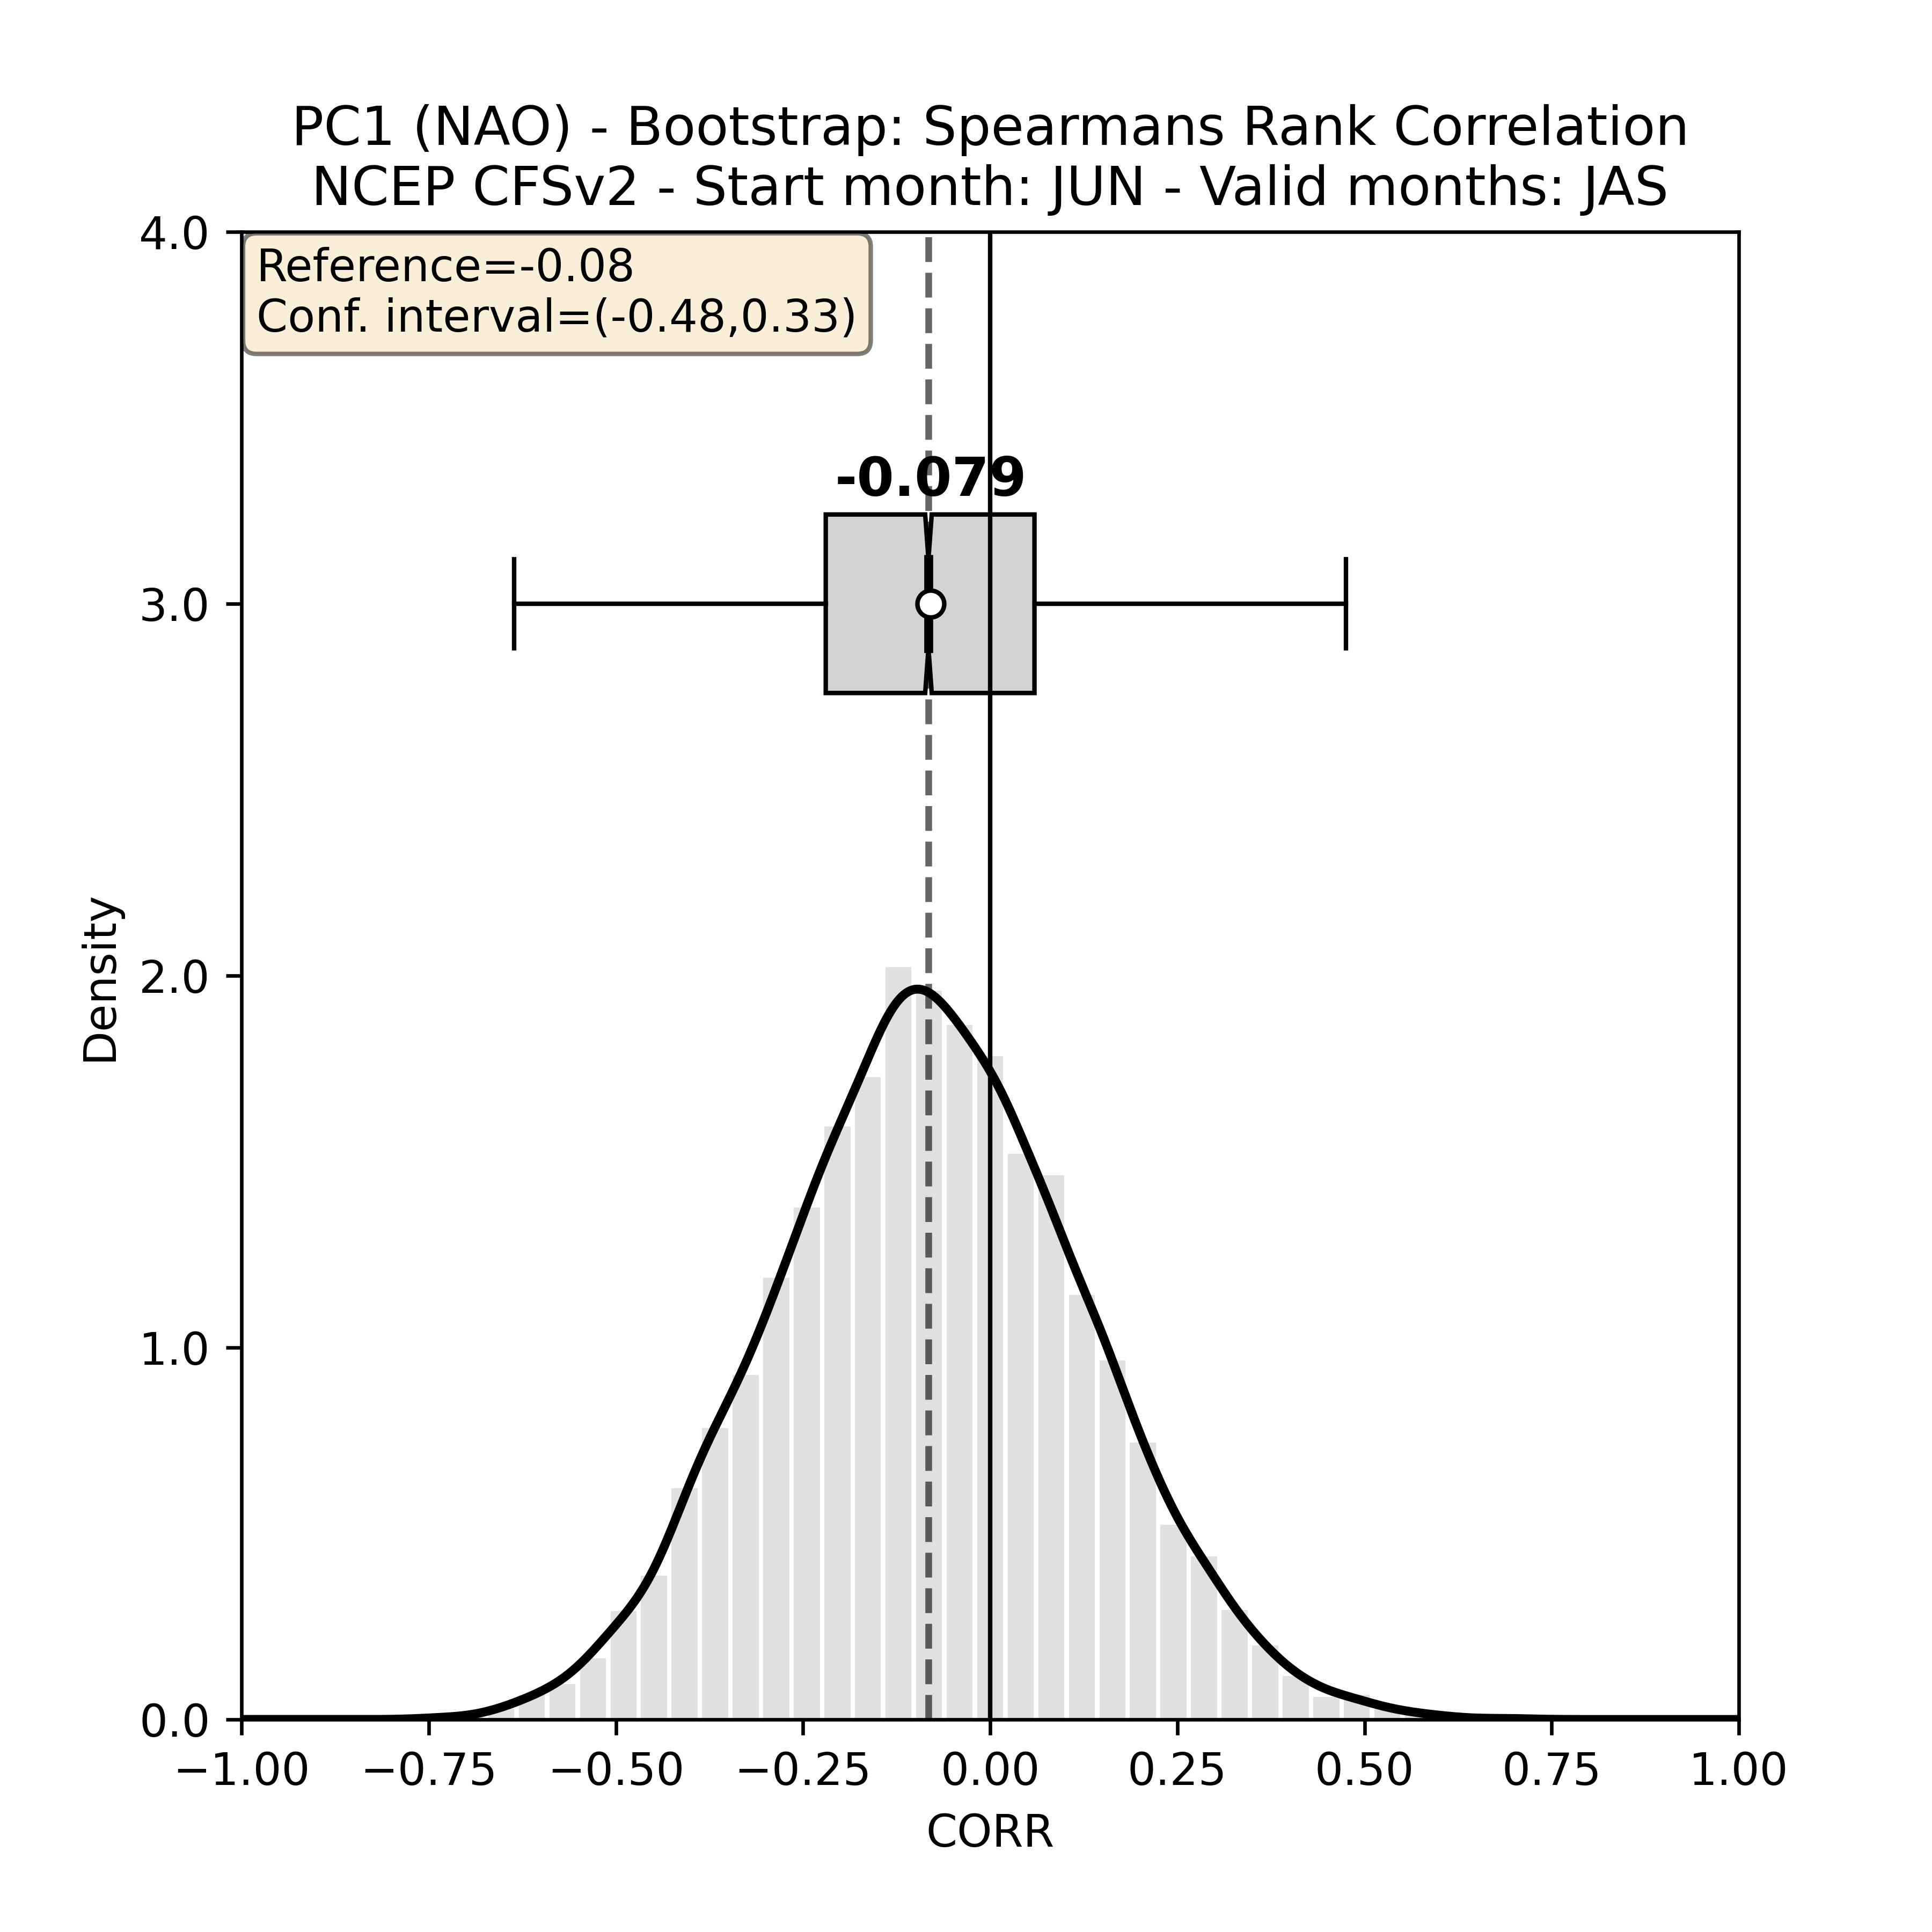 PC1 (NAO) - Bootstrap: Spearmans Rank Correlation
NCEP CFSv2 - Start month: JUN - Valid months: JAS
4.0
Reference=-0.08
Conf. interval=(-0.48,0.33)
-0.079
3.0
2.0
Density
1.0
0.0
−1.00 −0.75 −0.50 −0.25 0.00 0.25 0.50 0.75 1.00
CORR